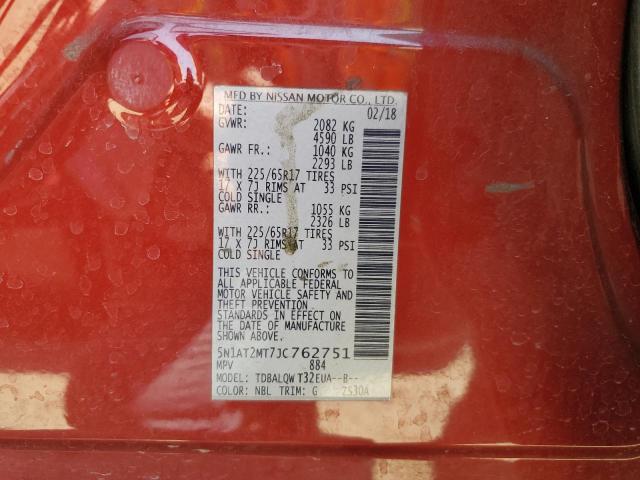 MFD BY NISSAN MOTOR CO., LTD.
DATE: 02/18
GVWR: 2082 KG
4590 LB
GAWR FR.: 1040 KG
2293 LB
WITH 225/65R17 TIRES
17 X 7J RIMS AT 33 PSI
COLD SINGLE
GAWR RR.: 1055 KG
2326 LB
WITH 225/65R17 TIRES
17 X 7J RIMS AT 33 PSI
COLD SINGLE
THIS VEHICLE CONFORMS TO
ALL APPLICABLE FEDERAL
MOTOR VEHICLE SAFETY AND
THEFT PREVENTION
STANDARDS IN EFFECT ON
THE DATE OF MANUFACTURE
SHOWN ABOVE.
5N1AT2MT7JC762751
MPV 884
MODEL: TDBALQW T32EUA--B--
COLOR: NBL TRIM: G